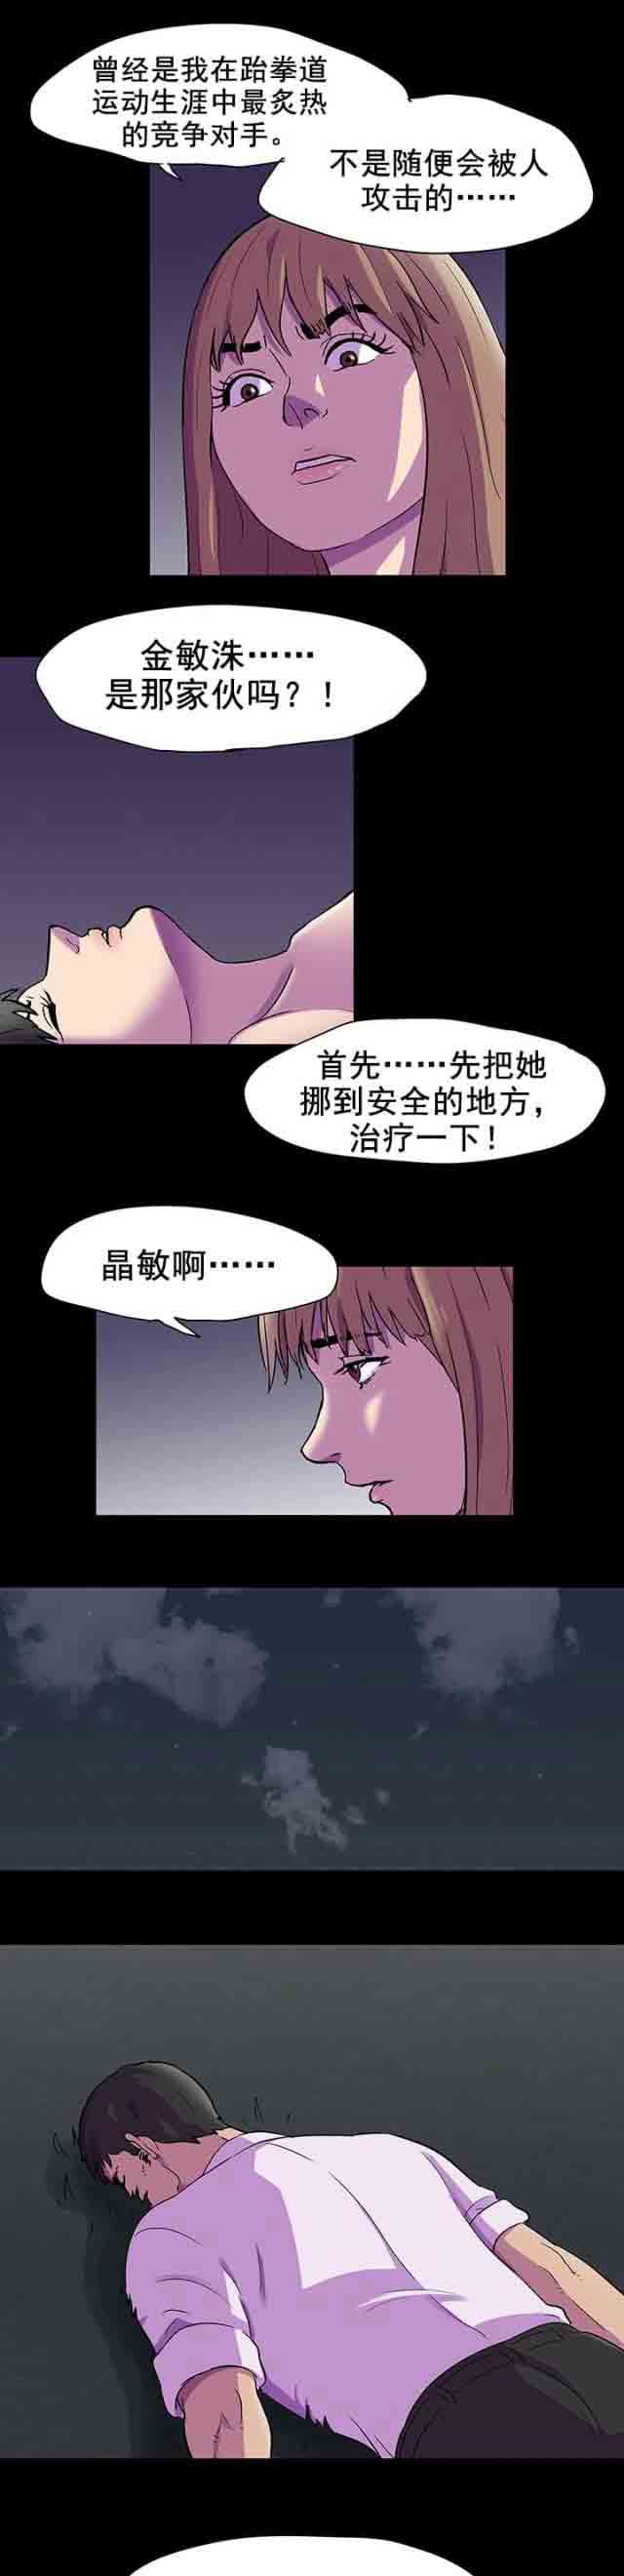 曾经是我在跆拳道
运动生涯中最炙热
的竞争对手。
不是随便会被人
攻击的……
金敏洙……
是那家伙吗？！
首先……先把她
挪到安全的地方，
治疗一下！
晶敏啊……